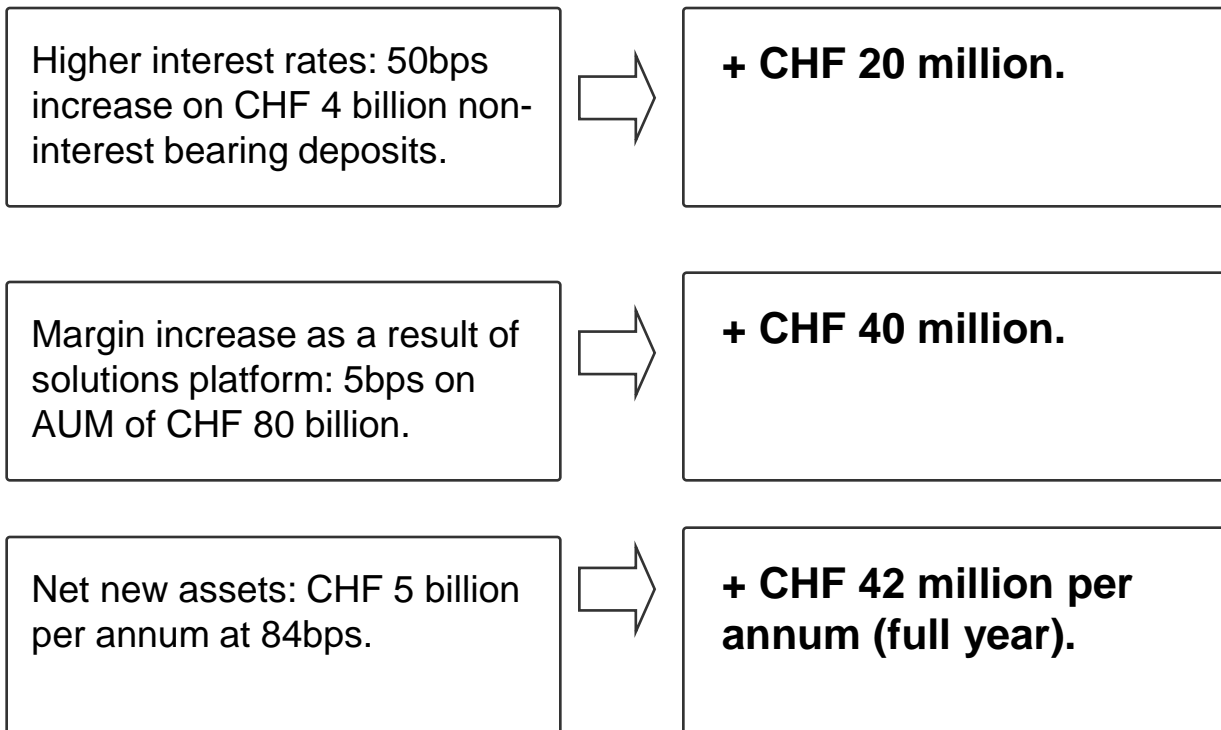 Higher interest rates: 50bps
increase on CHF 4 billion non-
interest bearing deposits.
+ CHF 20 million.
Margin increase as a result of
solutions platform: 5bps on
AUM of CHF 80 billion.
+ CHF 40 million.
Net new assets: CHF 5 billion
per annum at 84bps.
+ CHF 42 million per
annum (full year).